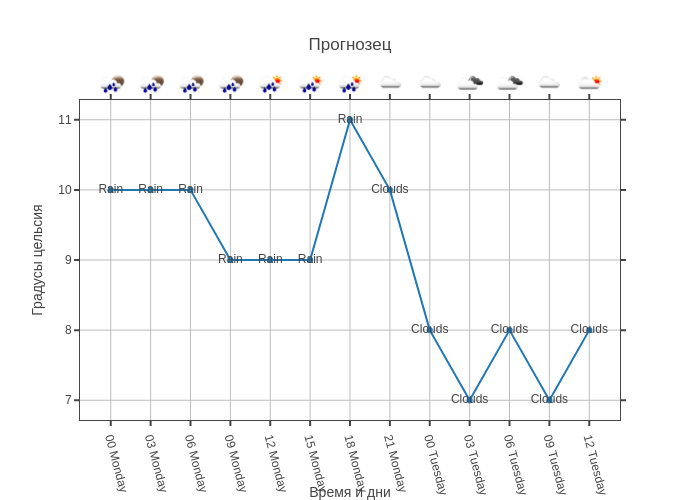 Прогнозец
11
Rain
10
Rain Rain Rain Clouds
9
Rain Rain Rain
8
Clouds Clouds Clouds
7
Clouds Clouds
Градусы цельсия
00 Monday
03 Monday
06 Monday
09 Monday
12 Monday
15 Monday
18 Monday
21 Monday
00 Tuesday
03 Tuesday
06 Tuesday
09 Tuesday
12 Tuesday
Время и дни